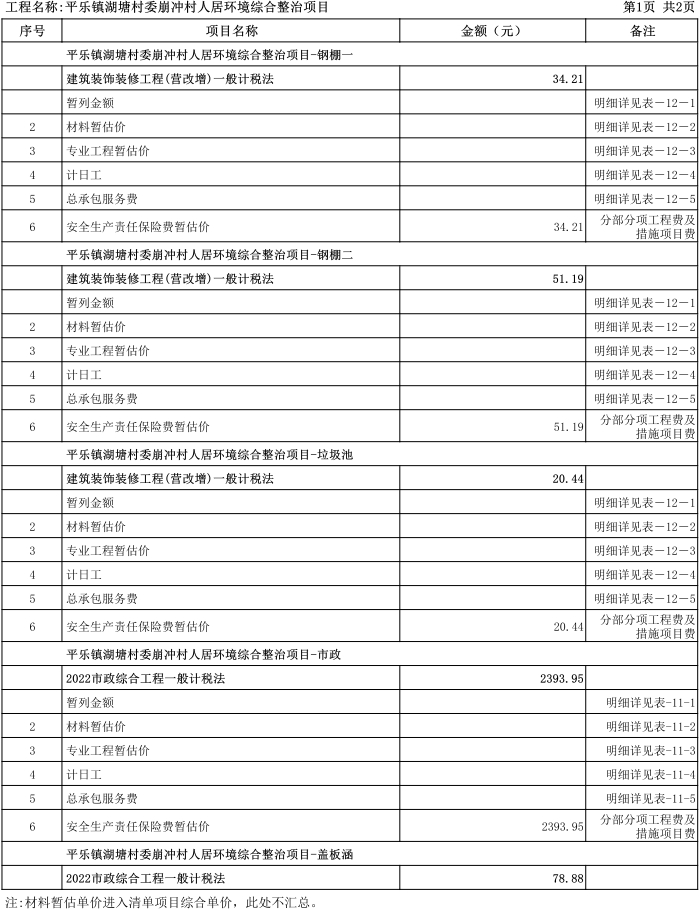 工程名称:平乐镇湖塘村委崩冲村人居环境综合整治项目 第1页 共2页
序号 项目名称 金额（元） 备注
平乐镇湖塘村委崩冲村人居环境综合整治项目-钢棚一
建筑装饰装修工程(营改增)一般计税法 34.21
暂列金额 明细详见表－12－1
2 材料暂估价 明细详见表－12－2
3 专业工程暂估价 明细详见表－12－3
4 计日工 明细详见表－12－4
5 总承包服务费 明细详见表－12－5
6 安全生产责任保险费暂估价 34.21 分部分项工程费及
措施项目费
平乐镇湖塘村委崩冲村人居环境综合整治项目-钢棚二
建筑装饰装修工程(营改增)一般计税法 51.19
暂列金额 明细详见表－12－1
2 材料暂估价 明细详见表－12－2
3 专业工程暂估价 明细详见表－12－3
4 计日工 明细详见表－12－4
5 总承包服务费 明细详见表－12－5
6 安全生产责任保险费暂估价 51.19 分部分项工程费及
措施项目费
平乐镇湖塘村委崩冲村人居环境综合整治项目-垃圾池
建筑装饰装修工程(营改增)一般计税法 20.44
暂列金额 明细详见表－12－1
2 材料暂估价 明细详见表－12－2
3 专业工程暂估价 明细详见表－12－3
4 计日工 明细详见表－12－4
5 总承包服务费 明细详见表－12－5
6 安全生产责任保险费暂估价 20.44 分部分项工程费及
措施项目费
平乐镇湖塘村委崩冲村人居环境综合整治项目-市政
2022市政综合工程一般计税法 2393.95
暂列金额 明细详见表-11-1
2 材料暂估价 明细详见表-11-2
3 专业工程暂估价 明细详见表-11-3
4 计日工 明细详见表-11-4
5 总承包服务费 明细详见表-11-5
6 安全生产责任保险费暂估价 2393.95 分部分项工程费及
措施项目费
平乐镇湖塘村委崩冲村人居环境综合整治项目-盖板涵
2022市政综合工程一般计税法 78.88
注:材料暂估单价进入清单项目综合单价，此处不汇总。